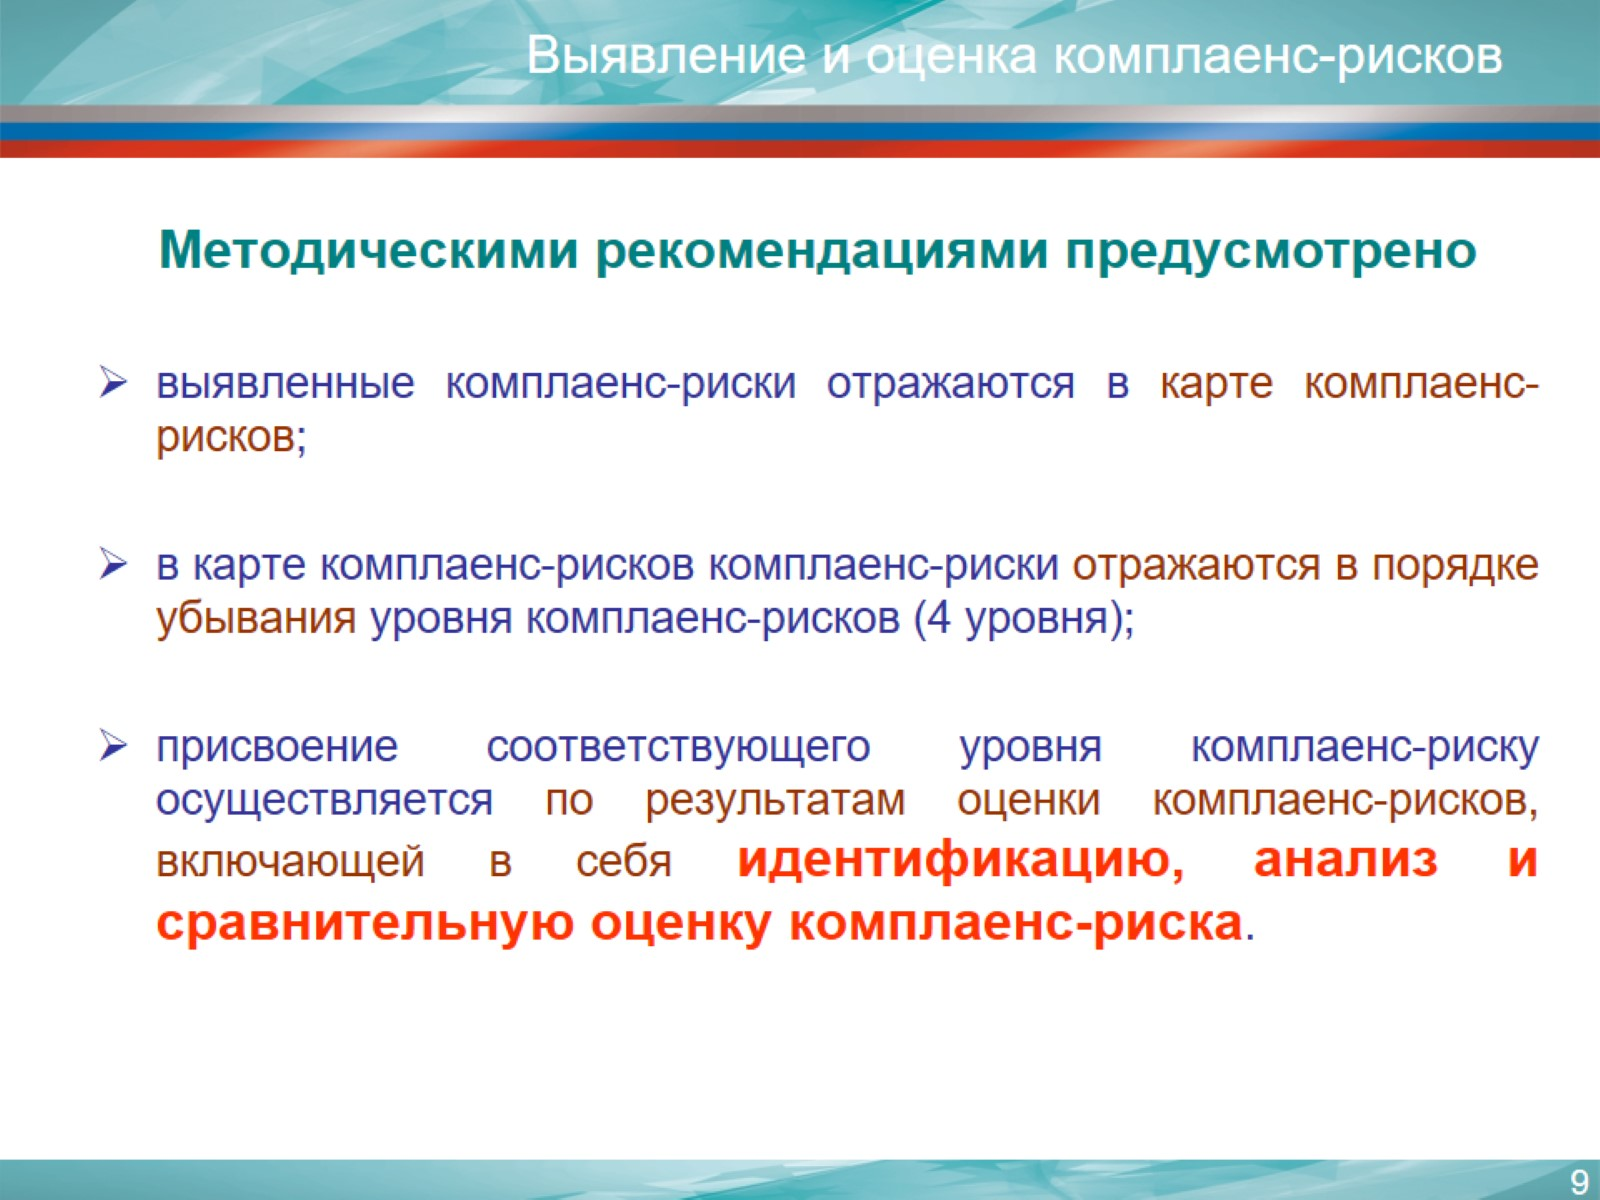 Выявление и оценка комплаенс-рисков
Методическими рекомендациями предусмотрено
➢ выявленные комплаенс-риски отражаются в карте комплаенс-
рисков;
➢ в карте комплаенс-рисков комплаенс-риски отражаются в порядке
убывания уровня комплаенс-рисков (4 уровня);
➢ присвоение соответствующего уровня комплаенс-риску
осуществляется по результатам оценки комплаенс-рисков,
включающей в себя идентификацию, анализ и
сравнительную оценку комплаенс-риска.
9